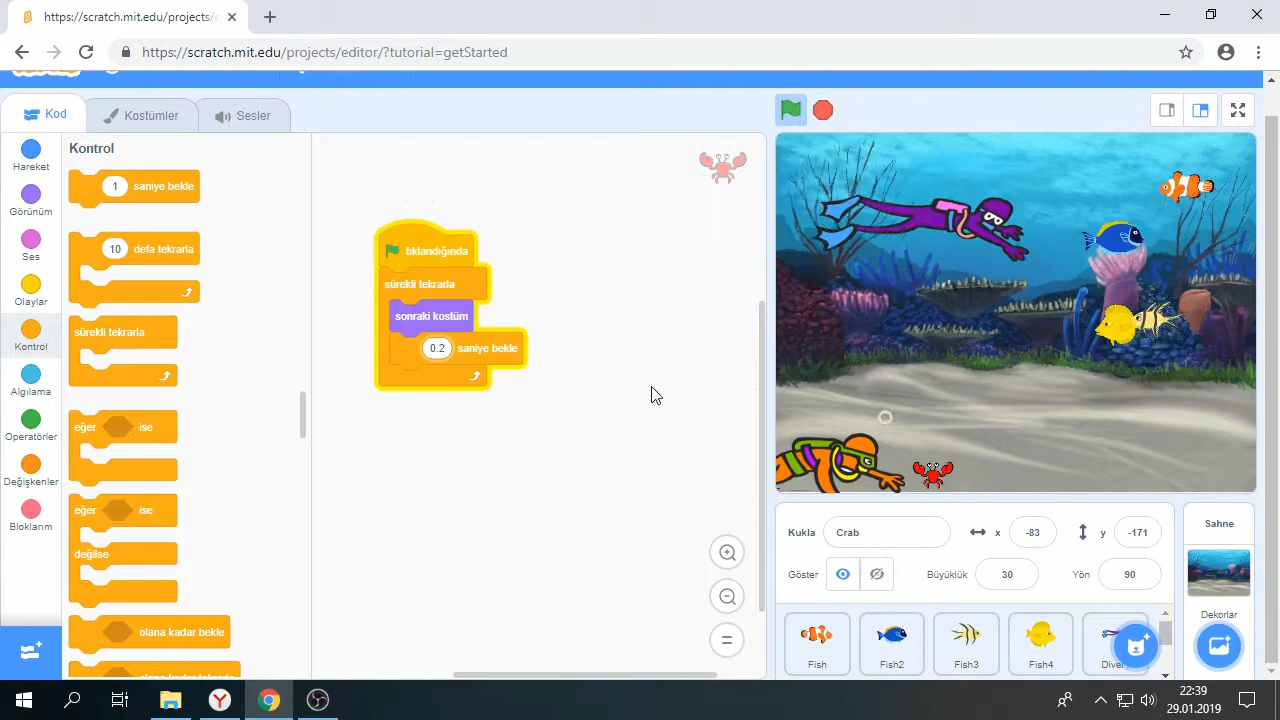 https://scratch.mit.edu/projects/e
https://scratch.mit.edu/projects/editor/?tutorial=getStarted
Kod
Kostümler
Sesler
Hareket
Görünüm
Ses
Olaylar
Kontrol
Algılama
Operatörler
Değişkenler
Bloklarım
Kontrol
1 saniye bekle
10 defa tekrarla
sürekli tekrarla
eğer ise
eğer ise
değilse
olana kadar bekle
olana kadar tekrarla
tıklandığında
sürekli tekrarla
sonraki kostüm
0.2 saniye bekle
Kukla Crab x -83 y -171
Göster Büyüklük 30 Yön 90
Fish
Fish2
Fish3
Fish4
Diver
Sahne
Dekorlar
22:39
29.01.2019